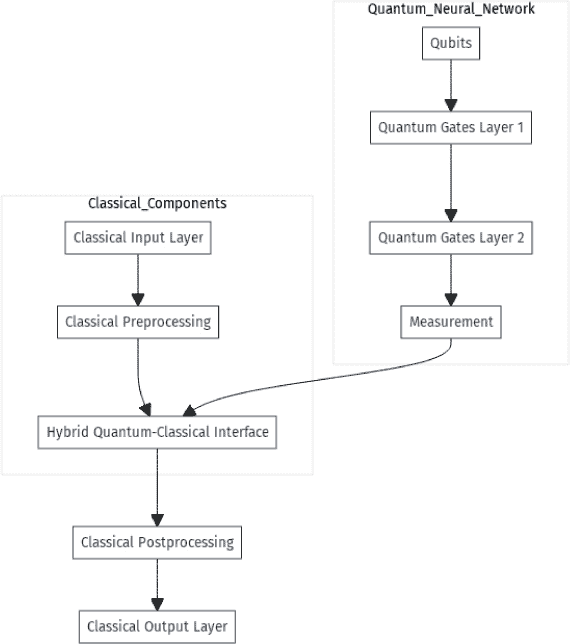 Quantum_Neural_Network
Qubits
Quantum Gates Layer 1
Quantum Gates Layer 2
Measurement
Classical_Components
Classical Input Layer
Classical Preprocessing
Hybrid Quantum-Classical Interface
Classical Postprocessing
Classical Output Layer